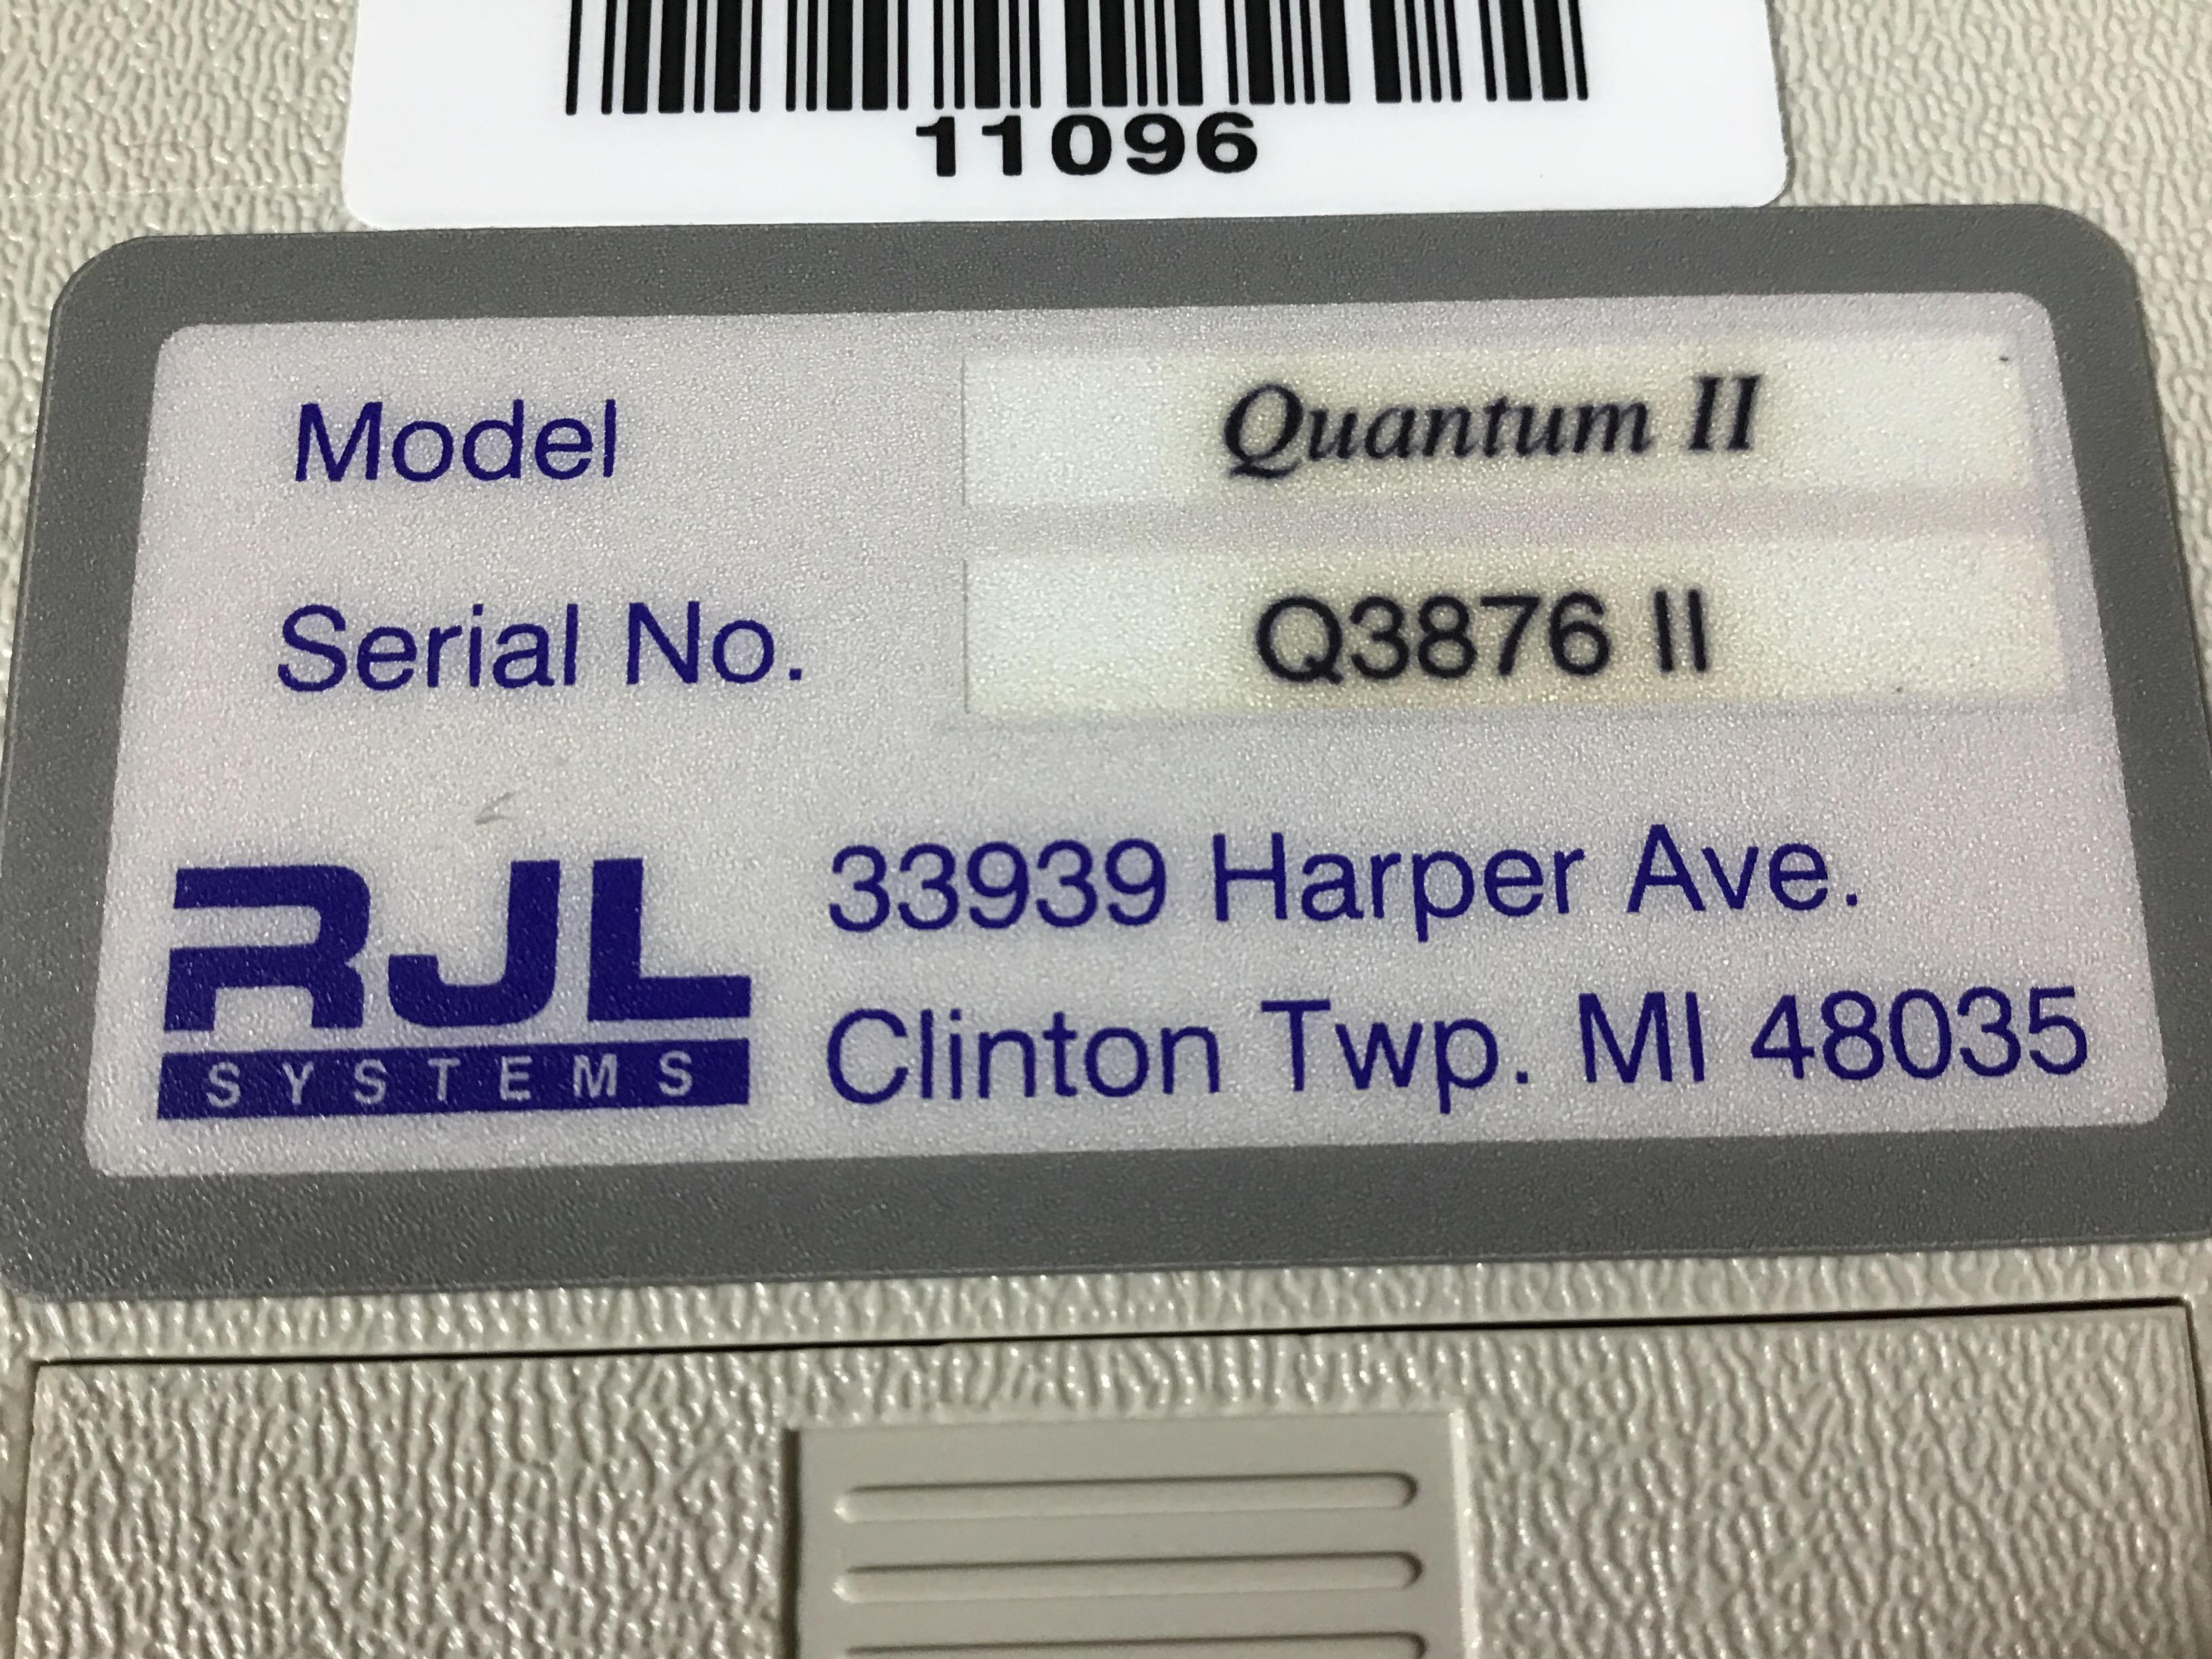 11096
Model Quantum II
Serial No. Q3876 II
RJL
SYSTEMS
33939 Harper Ave.
Clinton Twp. MI 48035